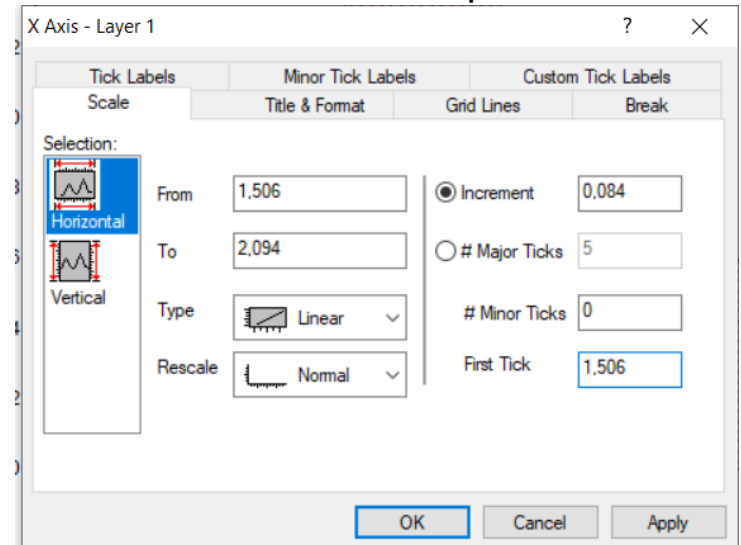 X Axis - Layer 1 ? ×
Tick Labels Minor Tick Labels Custom Tick Labels
Scale Title & Format Grid Lines Break
Selection:
Horizontal
Vertical
From 1,506
To 2,094
Type Linear
Rescale Normal
Increment 0,084
# Major Ticks 5
# Minor Ticks 0
First Tick 1,506
OK Cancel Apply